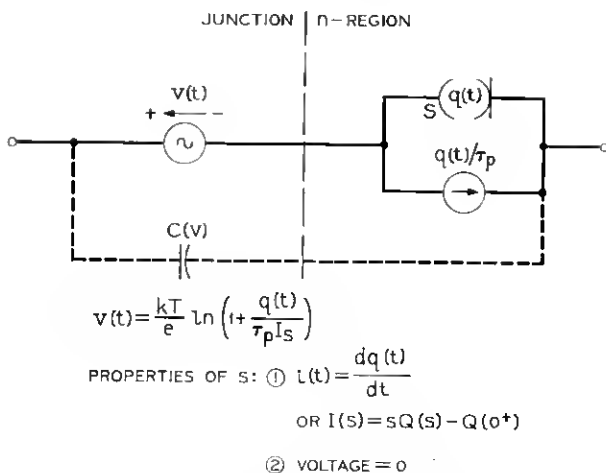 JUNCTION n-REGION
v(t)
+ -
S (q(t))
q(t)/τp
C(v)
v(t) = kT/e ln (1+ q(t)/τpIs)
PROPERTIES OF S: ① i(t) = dq(t)/dt
OR I(s) = sQ(s) - Q(0+)
② VOLTAGE = 0